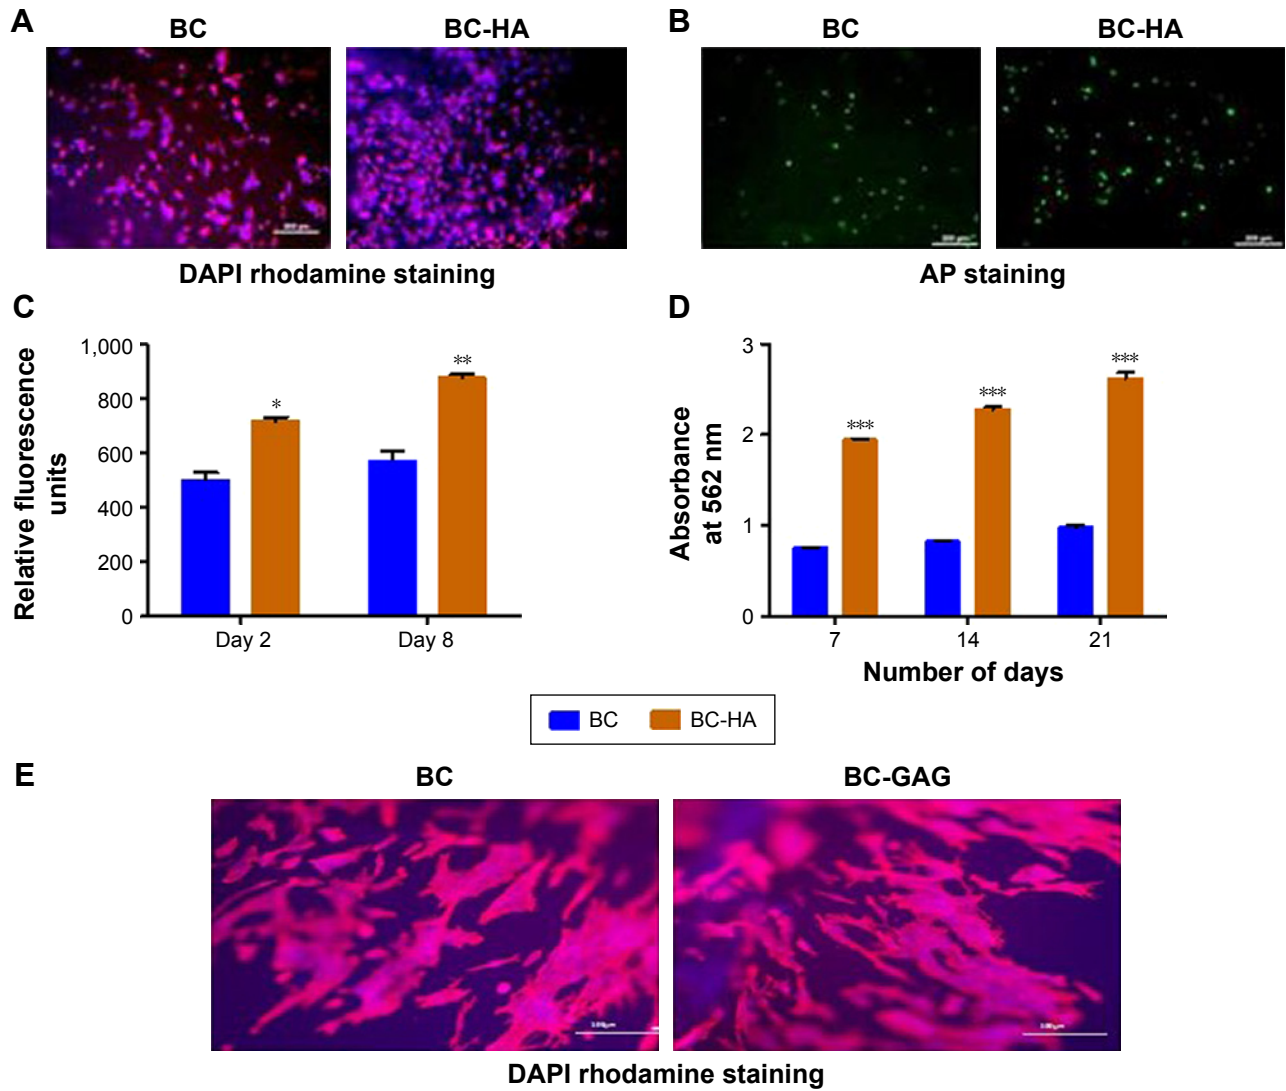 A
BC
BC-HA
DAPI rhodamine staining
B
BC
BC-HA
AP staining
C
Relative fluorescence
units
1,000
800
600
400
200
0
*
**
Day 2
Day 8
D
Absorbance
at 562 nm
3
2
1
0
***
***
***
7
14
21
Number of days
BC
BC-HA
E
BC
BC-GAG
100µm
100µm
DAPI rhodamine staining